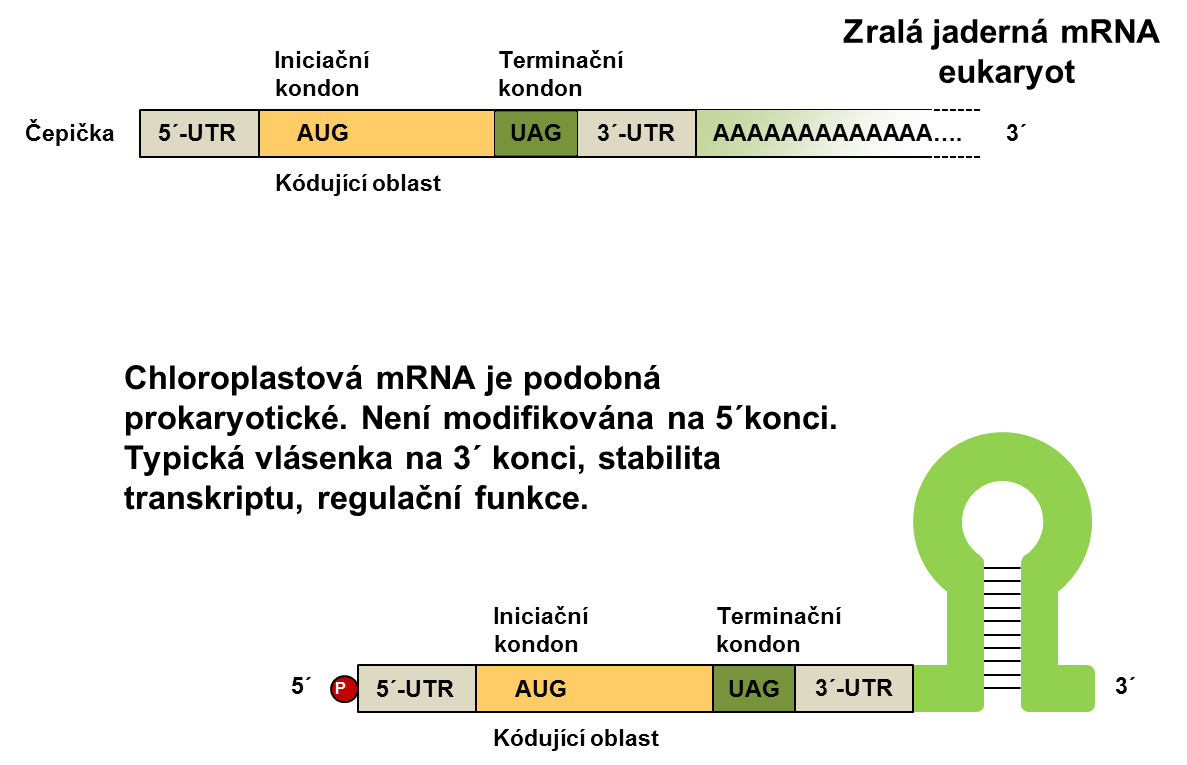 Zralá jaderná mRNA
eukaryot
Iniciační
kondon
Terminační
kondon
Čepička
5´-UTR
AUG
UAG
3´-UTR
AAAAAAAAAAAAA....
3´
Kódující oblast
Chloroplastová mRNA je podobná
prokaryotické. Není modifikována na 5´konci.
Typická vlásenka na 3´ konci, stabilita
transkriptu, regulační funkce.
Iniciační
kondon
Terminační
kondon
5´
P
5´-UTR
AUG
UAG
3´-UTR
3´
Kódující oblast